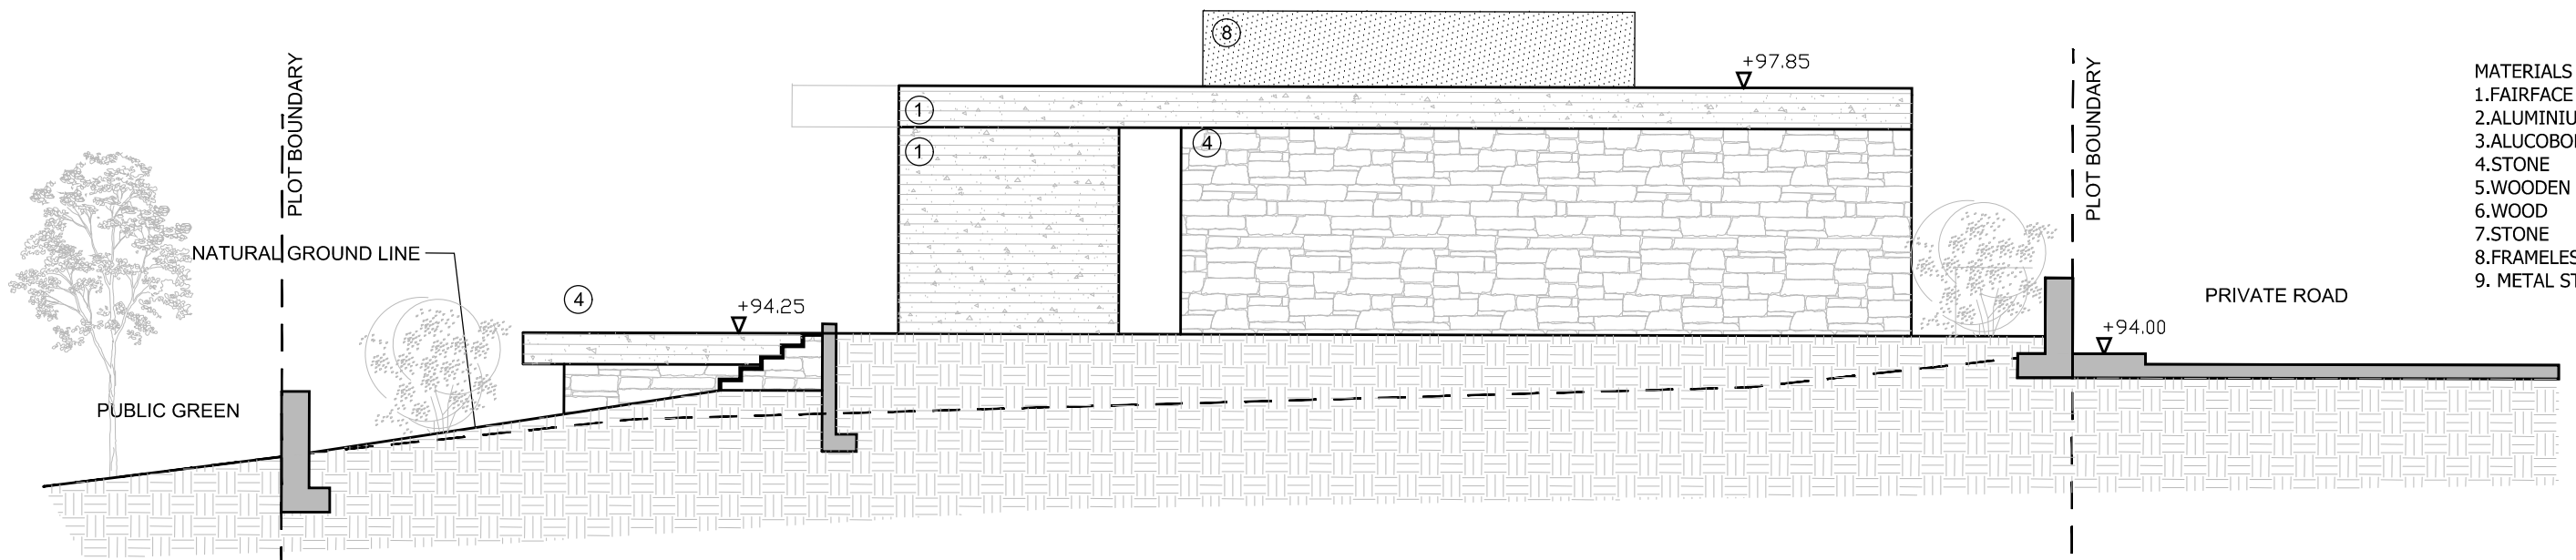 8
+97.85
MATERIALS
1.FAIRFACE
2.ALUMINIU
3.ALUCOBO
4.STONE
5.WOODEN
6.WOOD
7.STONE
8.FRAMELES
9. METAL ST
PLOT BOUNDARY
PLOT BOUNDARY
1
1
4
NATURAL GROUND LINE
4
+94.25
PRIVATE ROAD
+94.00
PUBLIC GREEN